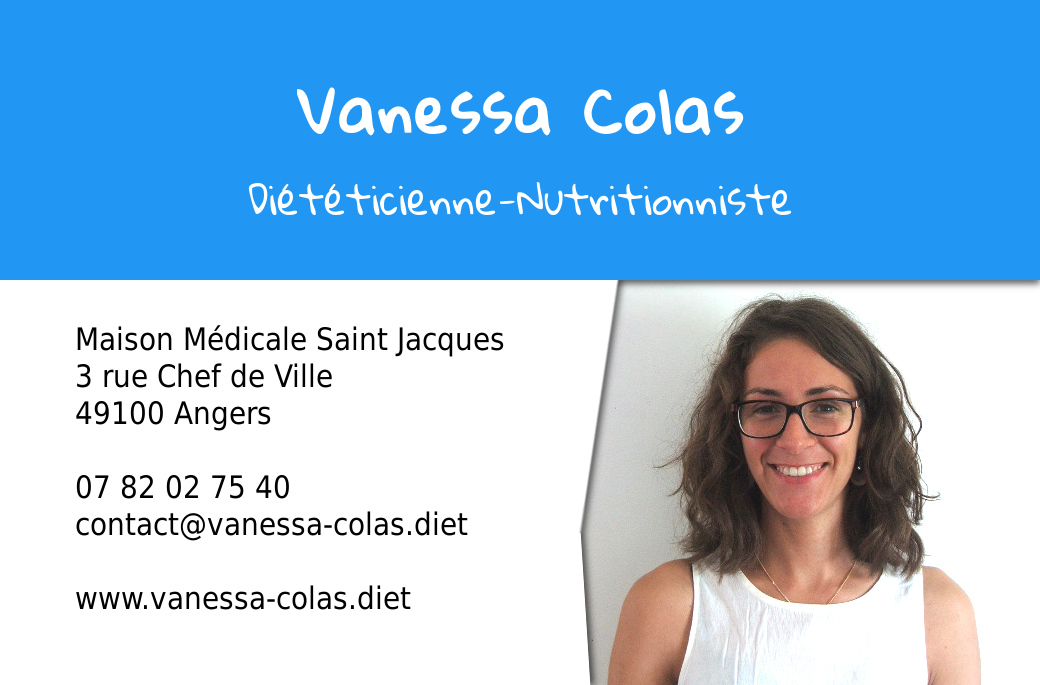 Vanessa Colas
Diététicienne-Nutritionniste
Maison Médicale Saint Jacques
3 rue Chef de Ville
49100 Angers
07 82 02 75 40
contact@vanessa-colas.diet
www.vanessa-colas.diet